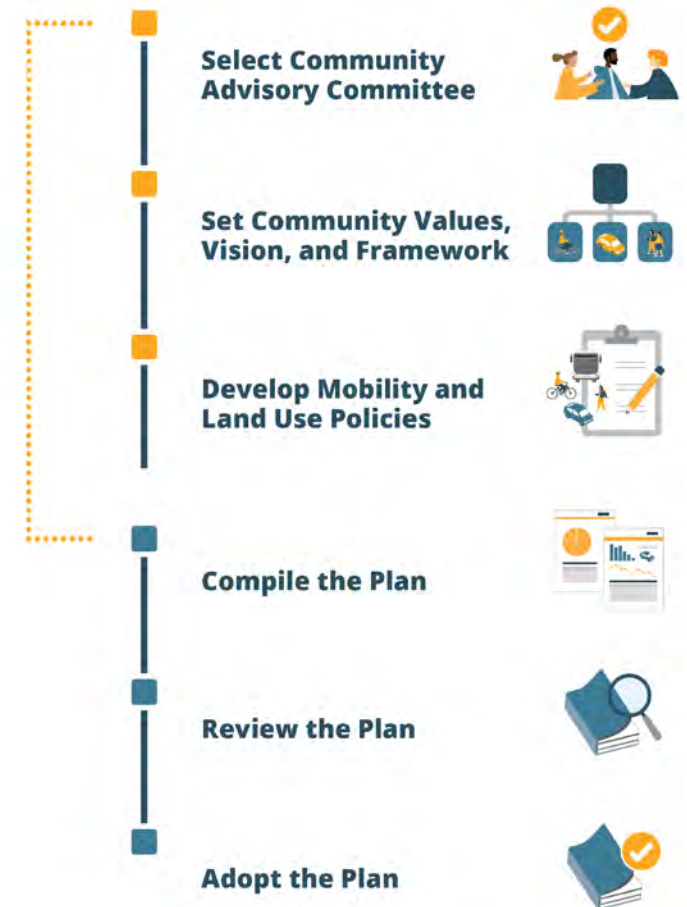 Select Community
Advisory Committee
Set Community Values,
Vision, and Framework
Develop Mobility and
Land Use Policies
Compile the Plan
Review the Plan
Adopt the Plan